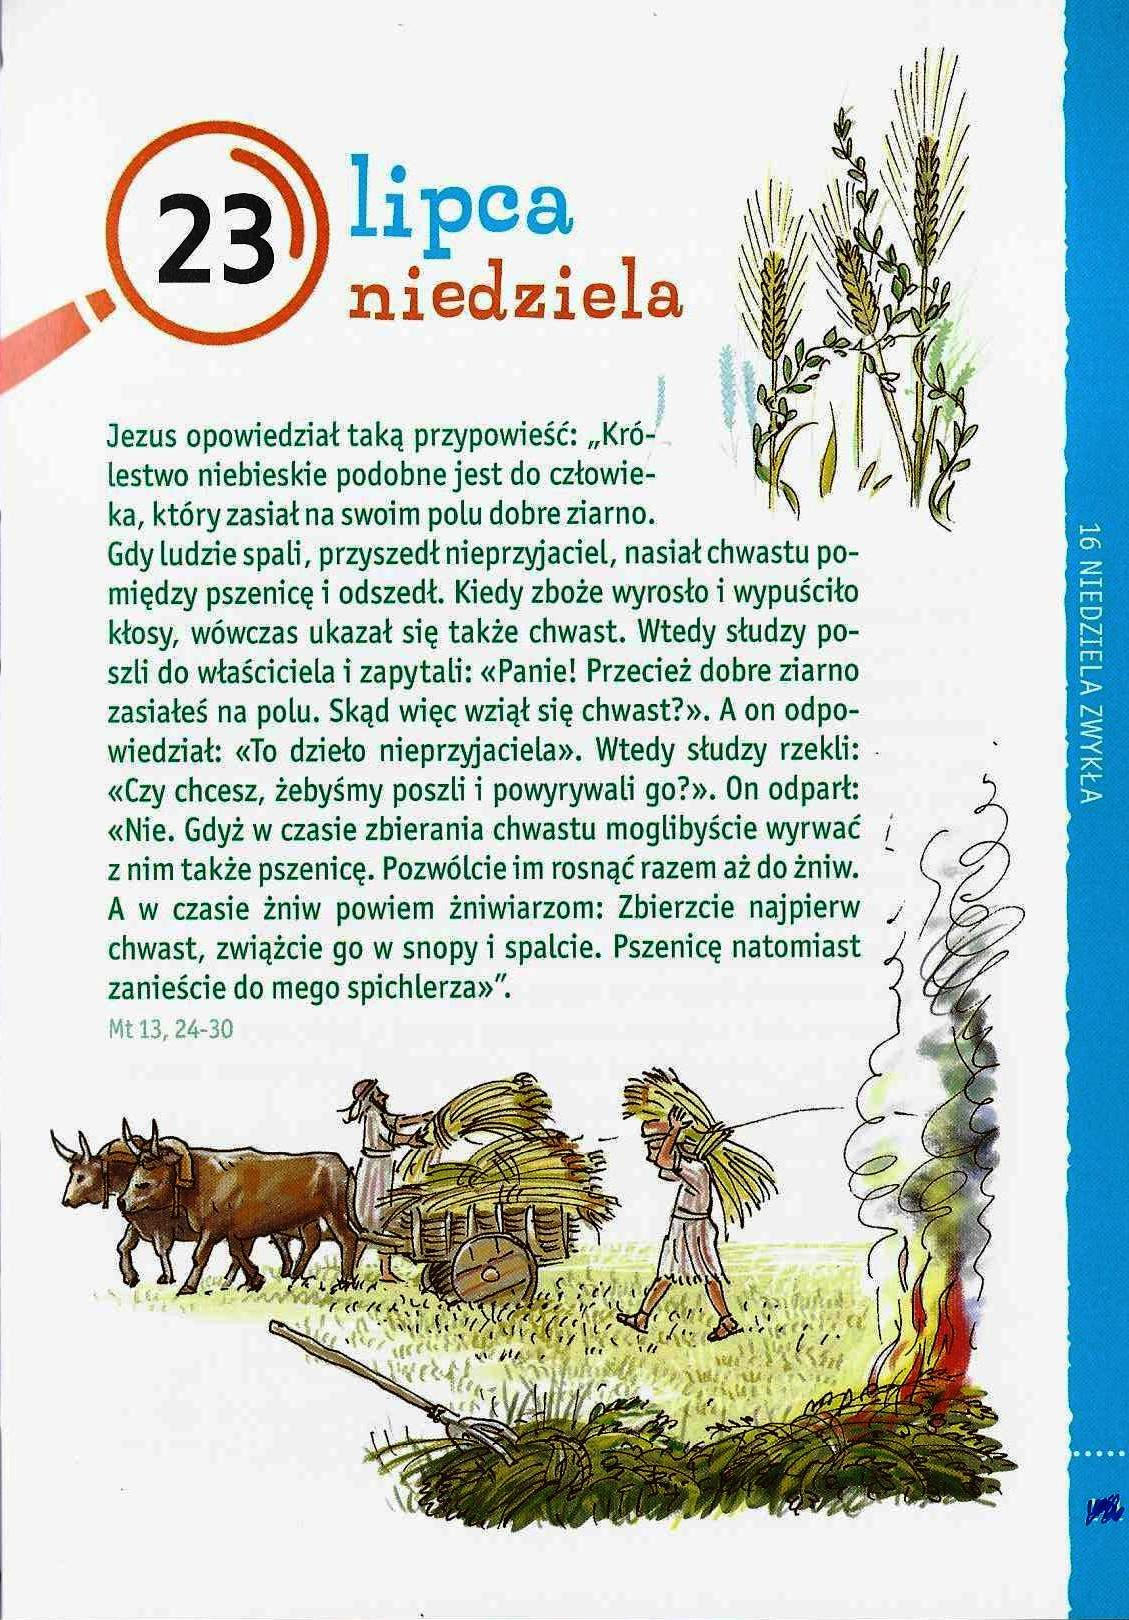 23
lipca
niedziela
Jezus opowiedział taką przypowieść: „Kró-
lestwo niebieskie podobne jest do człowie-
ka, który zasiał na swoim polu dobre ziarno.
Gdy ludzie spali, przyszedł nieprzyjaciel, nasiał chwastu po-
między pszenicę i odszedł. Kiedy zboże wyrosło i wypuściło
kłosy, wówczas ukazał się także chwast. Wtedy słudzy po-
szli do właściciela i zapytali: «Panie! Przecież dobre ziarno
zasiałeś na polu. Skąd więc wziął się chwast?». A on odpo-
wiedział: «To dzieło nieprzyjaciela». Wtedy słudzy rzekli:
«Czy chcesz, żebyśmy poszli i powyrywali go?». On odparł:
«Nie. Gdyż w czasie zbierania chwastu moglibyście wyrwać
z nim także pszenicę. Pozwólcie im rosnąć razem aż do żniw.
A w czasie żniw powiem żniwiarzom: Zbierzcie najpierw
chwast, zwiążcie go w snopy i spalcie. Pszenicę natomiast
zanieście do mego spichlerza»”.
Mt 13, 24-30
16 NIEDZIELA ZWYKŁA